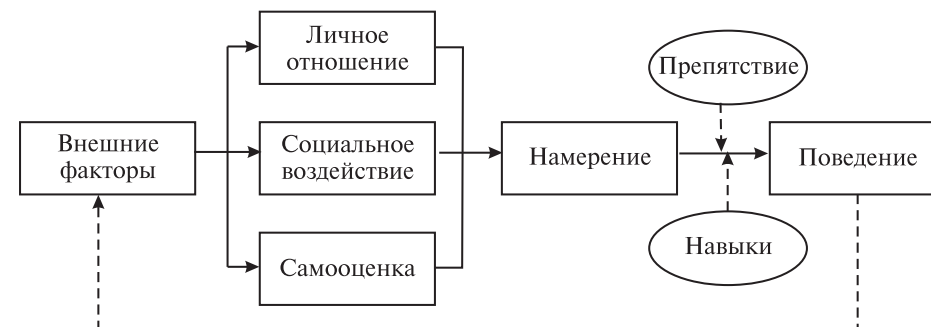 Личное
отношение
Препятствие
Внешние
факторы
Социальное
воздействие
Намерение
Поведение
Самооценка
Навыки